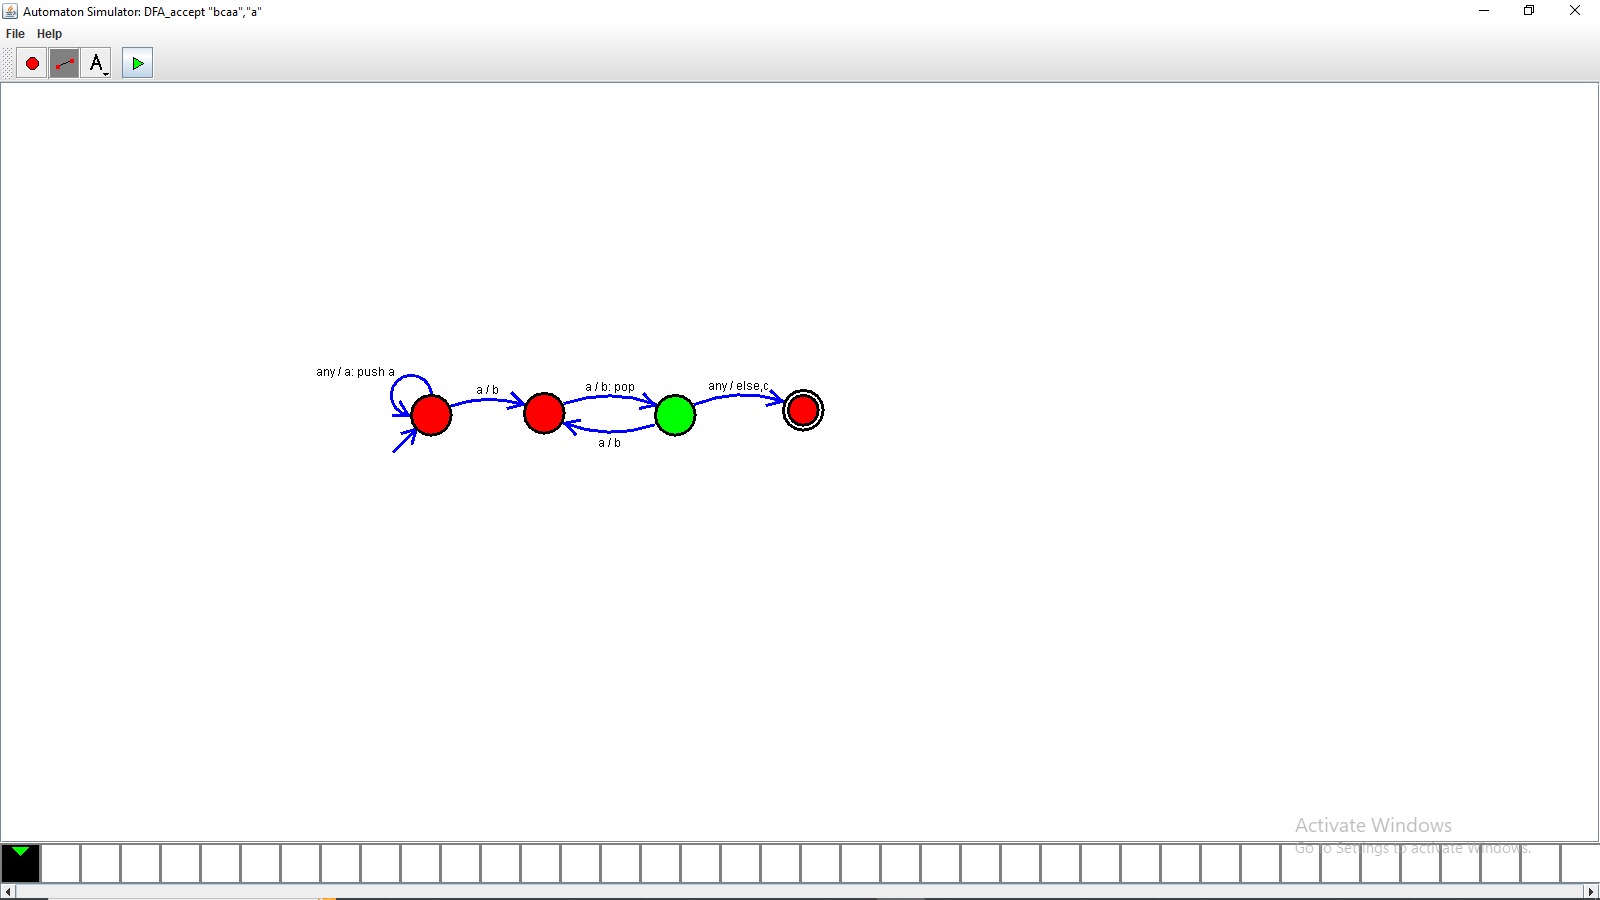 Automaton Simulator: DFA_accept "bcaa","a"
File Help
A
any / a: push a
a / b
a / b: pop
any / else,c
a / b
Activate Windows
Go to Settings to activate Windows.